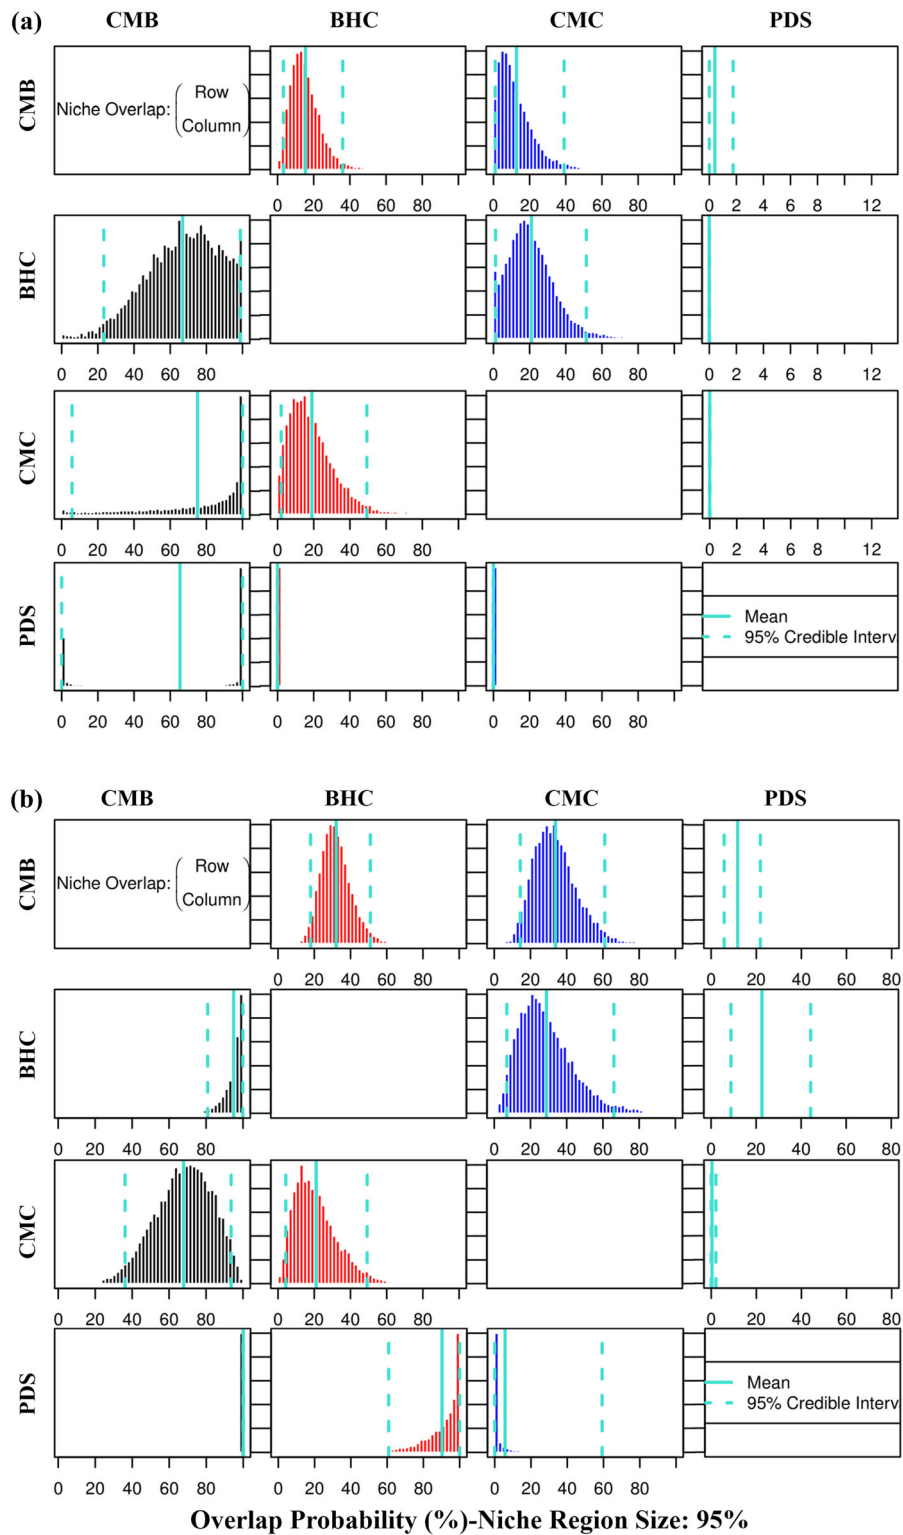 (a) CMB BHC CMC PDS
CMB
Niche Overlap: ( Row
Column )
0 20 40 60 80
0 20 40 60 80
0 2 4 6 8 12
BHC
0 20 40 60 80
0 20 40 60 80
0 2 4 6 8 12
CMC
0 20 40 60 80
0 20 40 60 80
0 2 4 6 8 12
PDS
Mean
95% Credible Interv
0 20 40 60 80
0 20 40 60 80
0 20 40 60 80
(b) CMB BHC CMC PDS
CMB
Niche Overlap: ( Row
Column )
0 20 40 60 80
0 20 40 60 80
0 20 40 60 80
BHC
0 20 40 60 80
0 20 40 60 80
0 20 40 60 80
CMC
0 20 40 60 80
0 20 40 60 80
0 20 40 60 80
PDS
Mean
95% Credible Interv
0 20 40 60 80
0 20 40 60 80
0 20 40 60 80
Overlap Probability (%)-Niche Region Size: 95%